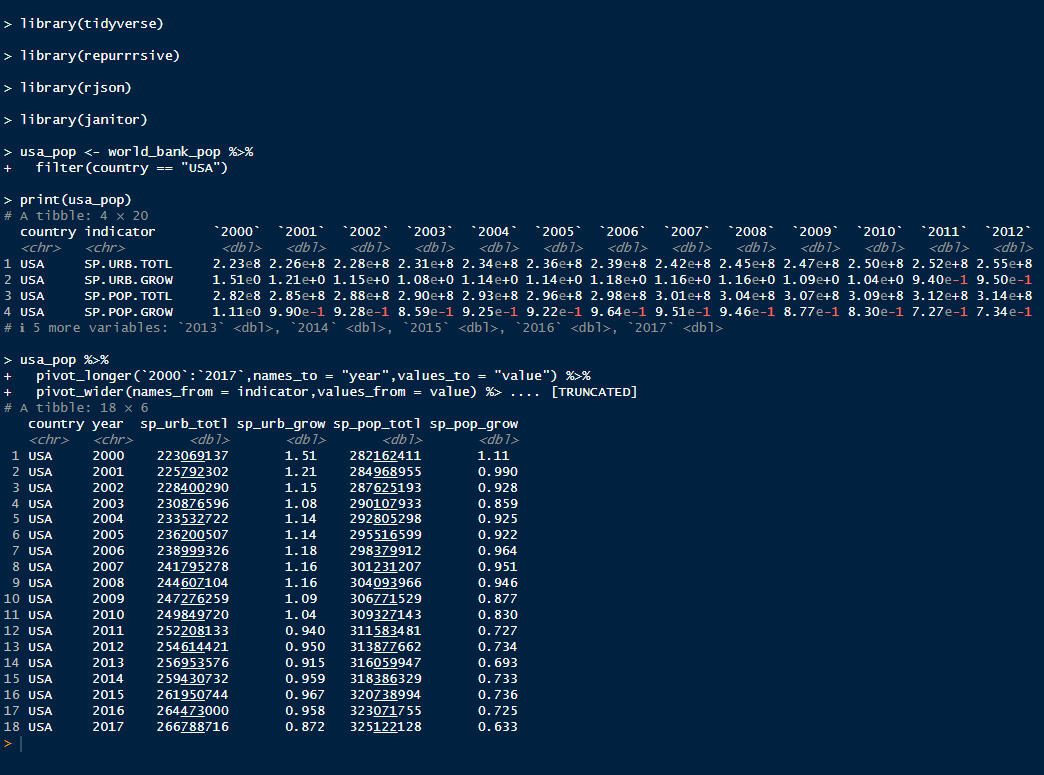 > library(tidyverse)
> library(repurrrsive)
> library(rjson)
> library(janitor)
> usa_pop <- world_bank_pop %>%
+   filter(country == "USA")
> print(usa_pop)
# A tibble: 4 × 20
  country indicator       `2000`  `2001`  `2002`  `2003`  `2004`  `2005`  `2006`  `2007`  `2008`  `2009`  `2010`  `2011`  `2012`
  <chr>   <chr>            <dbl>   <dbl>   <dbl>   <dbl>   <dbl>   <dbl>   <dbl>   <dbl>   <dbl>   <dbl>   <dbl>   <dbl>   <dbl>
1 USA     SP.URB.TOTL     2.23e8 2.26e+8 2.28e+8 2.31e+8 2.34e+8 2.36e+8 2.39e+8 2.42e+8 2.45e+8 2.47e+8 2.50e+8 2.52e+8 2.55e+8
2 USA     SP.URB.GROW     1.51e0 1.21e+0 1.15e+0 1.08e+0 1.14e+0 1.14e+0 1.18e+0 1.16e+0 1.16e+0 1.09e+0 1.04e+0 9.40e-1 9.50e-1
3 USA     SP.POP.TOTL     2.82e8 2.85e+8 2.88e+8 2.90e+8 2.93e+8 2.96e+8 2.98e+8 3.01e+8 3.04e+8 3.07e+8 3.09e+8 3.12e+8 3.14e+8
4 USA     SP.POP.GROW     1.11e0 9.90e-1 9.28e-1 8.59e-1 9.25e-1 9.22e-1 9.64e-1 9.51e-1 9.46e-1 8.77e-1 8.30e-1 7.27e-1 7.34e-1
# ℹ 5 more variables: `2013` <dbl>, `2014` <dbl>, `2015` <dbl>, `2016` <dbl>, `2017` <dbl>
> usa_pop %>%
+   pivot_longer(`2000`:`2017`,names_to = "year",values_to = "value") %>%
+   pivot_wider(names_from = indicator,values_from = value) %> .... [TRUNCATED]
# A tibble: 18 × 6
   country year  sp_urb_totl sp_urb_grow sp_pop_totl sp_pop_grow
   <chr>   <chr>       <dbl>       <dbl>       <dbl>       <dbl>
 1 USA     2000    223069137       1.51    282162411       1.11
 2 USA     2001    225792302       1.21    284968955       0.990
 3 USA     2002    228400290       1.15    287625193       0.928
 4 USA     2003    230876596       1.08    290107933       0.859
 5 USA     2004    233532722       1.14    292805298       0.925
 6 USA     2005    236200507       1.14    295516599       0.922
 7 USA     2006    238999326       1.18    298379912       0.964
 8 USA     2007    241795278       1.16    301231207       0.951
 9 USA     2008    244607104       1.16    304093966       0.946
10 USA     2009    247276259       1.09    306771529       0.877
11 USA     2010    249849720       1.04    309327143       0.830
12 USA     2011    252208133       0.940   311583481       0.727
13 USA     2012    254614421       0.950   313877662       0.734
14 USA     2013    256953576       0.915   316059947       0.693
15 USA     2014    259430732       0.959   318386329       0.733
16 USA     2015    261950744       0.967   320738994       0.736
17 USA     2016    264473000       0.958   323071755       0.725
18 USA     2017    266788716       0.872   325122128       0.633
>